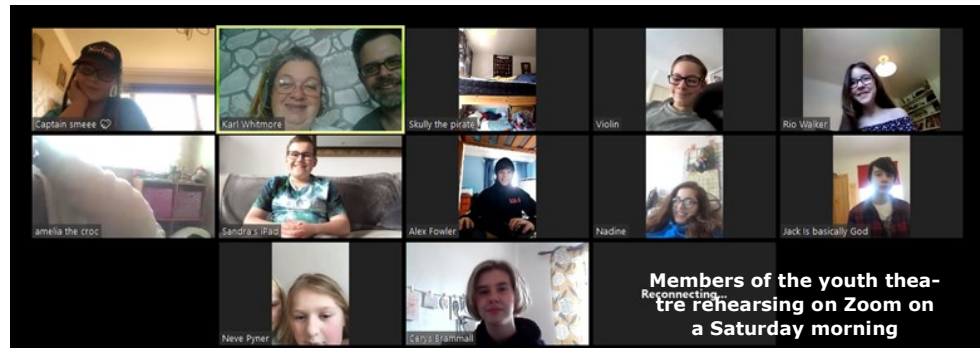 Captain smeee ♡
Karl Whitmore
Skully the pirate
Violin
Rio Walker
amelia the croc
Sandra's iPad
Alex Fowler
Nadine
Jack Is basically God
Neve Pyner
Cerys Brammall
Reconnecting...
Members of the youth thea-
tre rehearsing on Zoom on
a Saturday morning